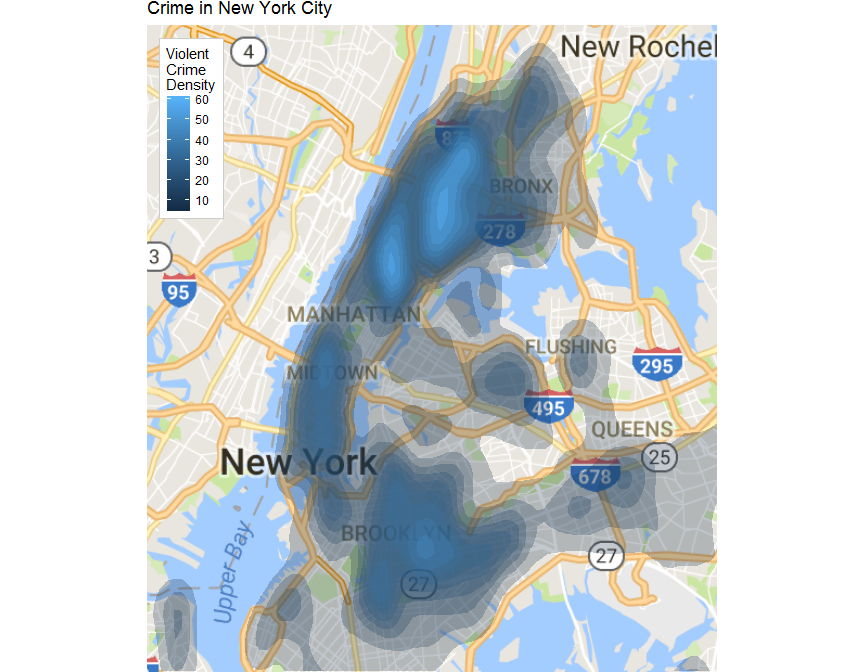 Crime in New York City
New Rochel
4
Violent
Crime
Density
60
50
40
30
20
10
87
BRONX
278
3
95
MANHATTAN
FLUSHING
295
MIDTOWN
495
QUEENS
New York
25
678
BROOKLYN
27
27
Upper Bay